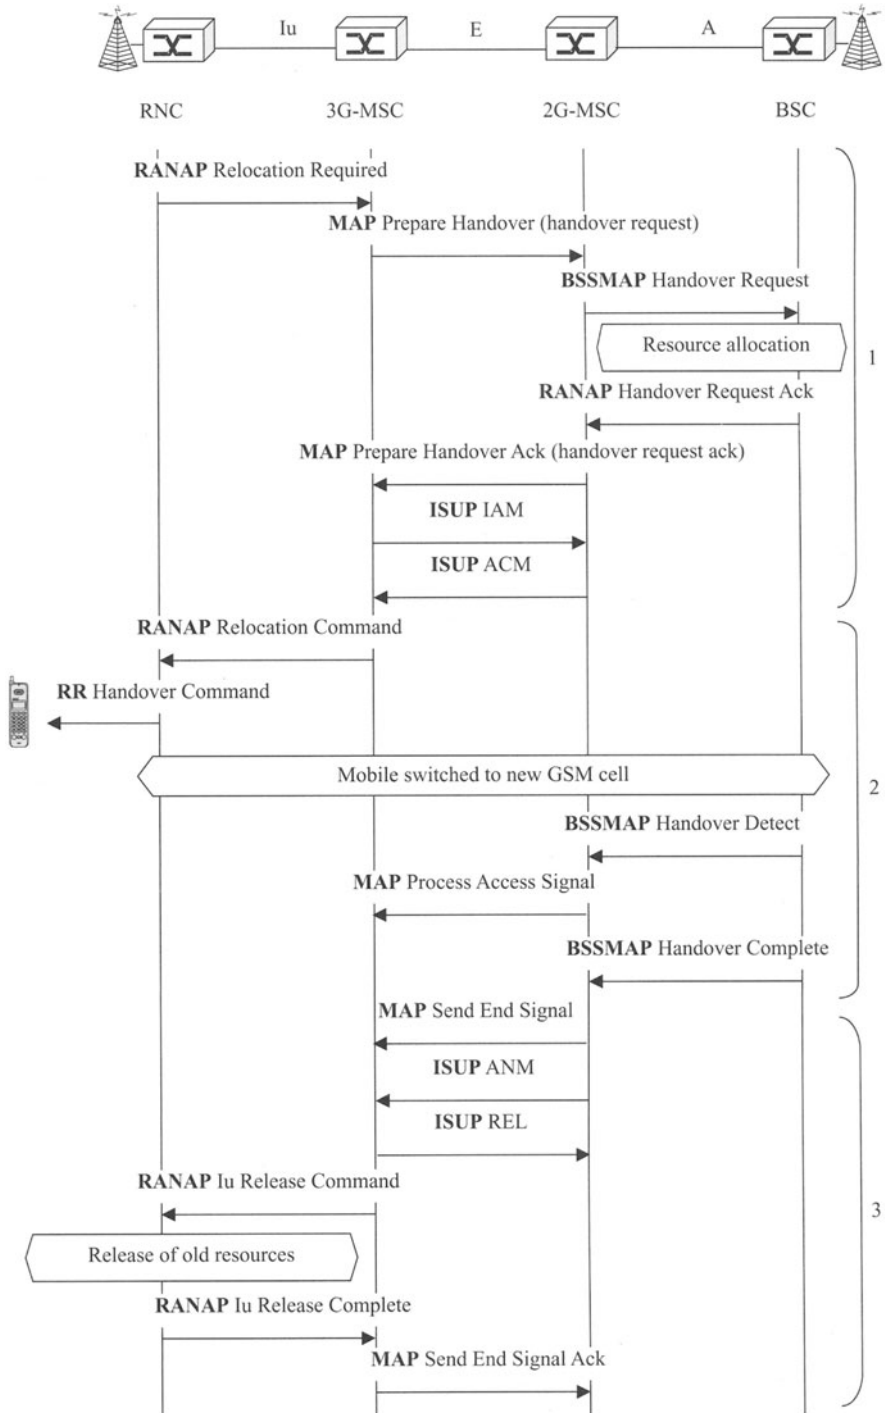 Iu E A
RNC 3G-MSC 2G-MSC BSC
RANAP Relocation Required
MAP Prepare Handover (handover request)
BSSMAP Handover Request
Resource allocation
1
RANAP Handover Request Ack
MAP Prepare Handover Ack (handover request ack)
ISUP IAM
ISUP ACM
RANAP Relocation Command
RR Handover Command
Mobile switched to new GSM cell
2
BSSMAP Handover Detect
MAP Process Access Signal
BSSMAP Handover Complete
MAP Send End Signal
ISUP ANM
ISUP REL
RANAP Iu Release Command
3
Release of old resources
RANAP Iu Release Complete
MAP Send End Signal Ack